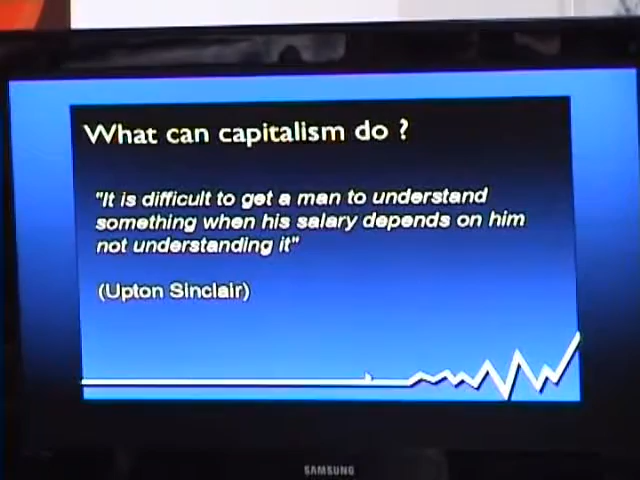 What can capitalism do ?
"It is difficult to get a man to understand
something when his salary depends on him
not understanding it"
(Upton Sinclair)
SAMSUNG